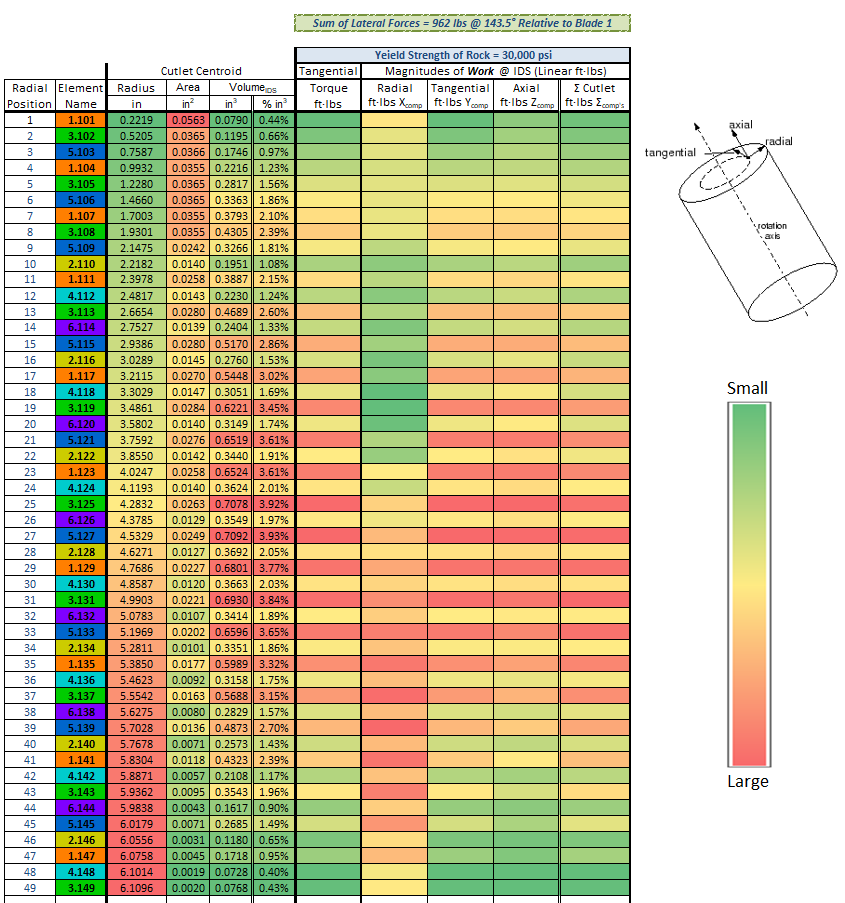 Sum of Lateral Forces = 962 lbs @ 143.5° Relative to Blade 1
Yeield Strength of Rock = 30,000 psi
Cutlet Centroid Tangential Magnitudes of Work @ IDS (Linear ft·lbs)
Radial Element Radius Area Volume IDS Torque Radial Tangential Axial Σ Cutlet
Position Name in in² in³ % in³ ft·lbs ft·lbs Xcomp ft·lbs Ycomp ft·lbs Zcomp ft·lbs Σcomp's
1 1.101 0.2219 0.0563 0.0790 0.44%
2 3.102 0.5205 0.0365 0.1195 0.66%
3 5.103 0.7587 0.0366 0.1746 0.97%
4 1.104 0.9932 0.0355 0.2216 1.23%
5 3.105 1.2280 0.0365 0.2817 1.56%
6 5.106 1.4660 0.0365 0.3363 1.86%
7 1.107 1.7003 0.0355 0.3793 2.10%
8 3.108 1.9301 0.0355 0.4305 2.39%
9 5.109 2.1475 0.0242 0.3266 1.81%
10 2.110 2.2182 0.0140 0.1951 1.08%
11 1.111 2.3978 0.0258 0.3887 2.15%
12 4.112 2.4817 0.0143 0.2230 1.24%
13 3.113 2.6654 0.0280 0.4689 2.60%
14 6.114 2.7527 0.0139 0.2404 1.33%
15 5.115 2.9386 0.0280 0.5170 2.86%
16 2.116 3.0289 0.0145 0.2760 1.53%
17 1.117 3.2115 0.0270 0.5448 3.02%
18 4.118 3.3029 0.0147 0.3051 1.69%
19 3.119 3.4861 0.0284 0.6221 3.45%
20 6.120 3.5802 0.0140 0.3149 1.74%
21 5.121 3.7592 0.0276 0.6519 3.61%
22 2.122 3.8550 0.0142 0.3440 1.91%
23 1.123 4.0247 0.0258 0.6524 3.61%
24 4.124 4.1193 0.0140 0.3624 2.01%
25 3.125 4.2832 0.0263 0.7078 3.92%
26 6.126 4.3785 0.0129 0.3549 1.97%
27 5.127 4.5329 0.0249 0.7092 3.93%
28 2.128 4.6271 0.0127 0.3692 2.05%
29 1.129 4.7686 0.0227 0.6801 3.77%
30 4.130 4.8587 0.0120 0.3663 2.03%
31 3.131 4.9903 0.0221 0.6930 3.84%
32 6.132 5.0783 0.0107 0.3414 1.89%
33 5.133 5.1969 0.0202 0.6596 3.65%
34 2.134 5.2811 0.0101 0.3351 1.86%
35 1.135 5.3850 0.0177 0.5989 3.32%
36 4.136 5.4623 0.0092 0.3158 1.75%
37 3.137 5.5542 0.0163 0.5688 3.15%
38 6.138 5.6275 0.0080 0.2829 1.57%
39 5.139 5.7028 0.0136 0.4873 2.70%
40 2.140 5.7678 0.0071 0.2573 1.43%
41 1.141 5.8304 0.0118 0.4323 2.39%
42 4.142 5.8871 0.0057 0.2108 1.17%
43 3.143 5.9362 0.0095 0.3543 1.96%
44 6.144 5.9838 0.0043 0.1617 0.90%
45 5.145 6.0179 0.0071 0.2685 1.49%
46 2.146 6.0556 0.0031 0.1180 0.65%
47 1.147 6.0758 0.0045 0.1718 0.95%
48 4.148 6.1014 0.0019 0.0728 0.40%
49 3.149 6.1096 0.0020 0.0768 0.43%
axial
radial
tangential
rotation
axis
Small
Large